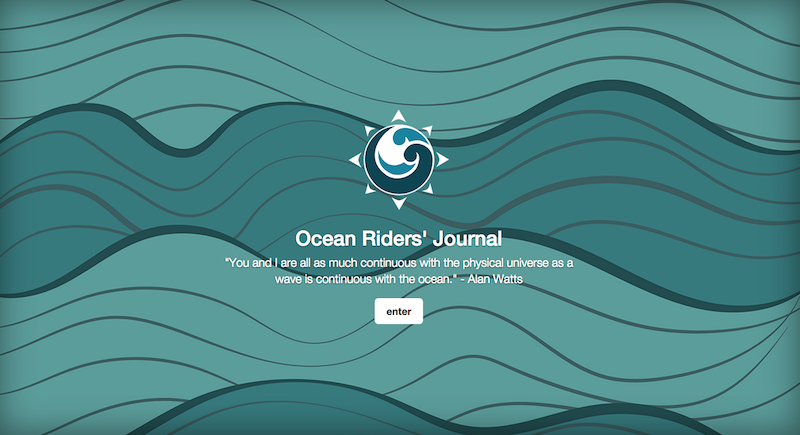 Ocean Riders' Journal
"You and I are all as much continuous with the physical universe as a
wave is continuous with the ocean." - Alan Watts
enter